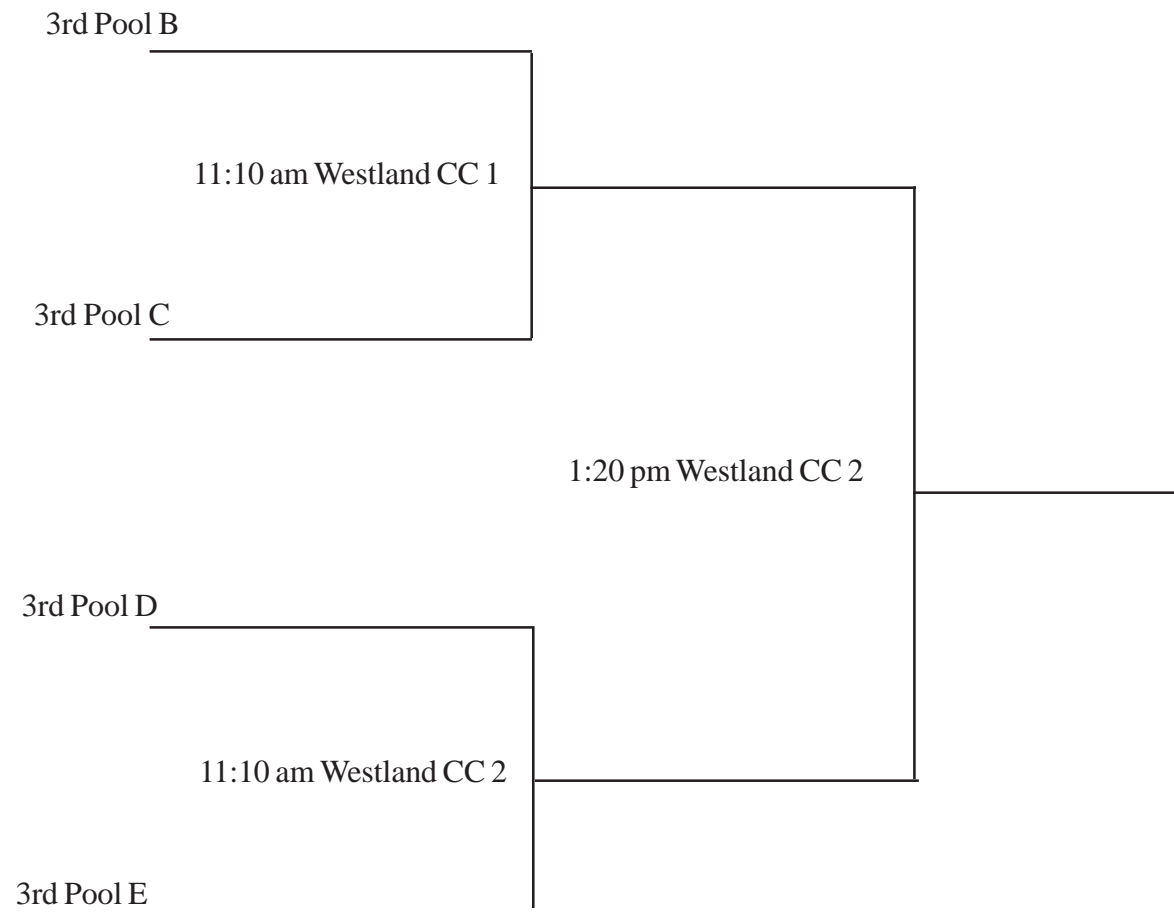 3rd Pool B
11:10 am Westland CC 1
3rd Pool C
1:20 pm Westland CC 2
3rd Pool D
11:10 am Westland CC 2
3rd Pool E